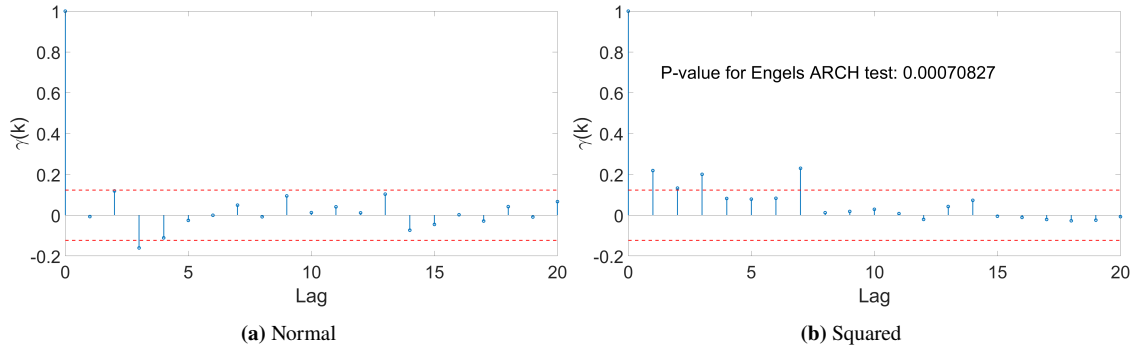 1
0.8
0.6
0.4
0.2
0
-0.2
γ(k)
0 5 10 15 20
Lag
(a) Normal
1
0.8
0.6
0.4
0.2
0
-0.2
γ(k)
P-value for Engels ARCH test: 0.00070827
0 5 10 15 20
Lag
(b) Squared